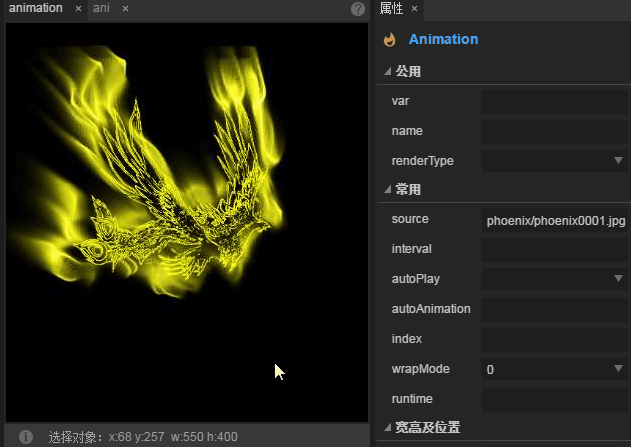 animation × ani × ?
选择对象：x:68 y:257 w:550 h:400
属性 ×
Animation
公用
var
name
renderType
常用
source phoenix/phoenix0001.jpg
interval
autoPlay
autoAnimation
index
wrapMode 0
runtime
宽高及位置